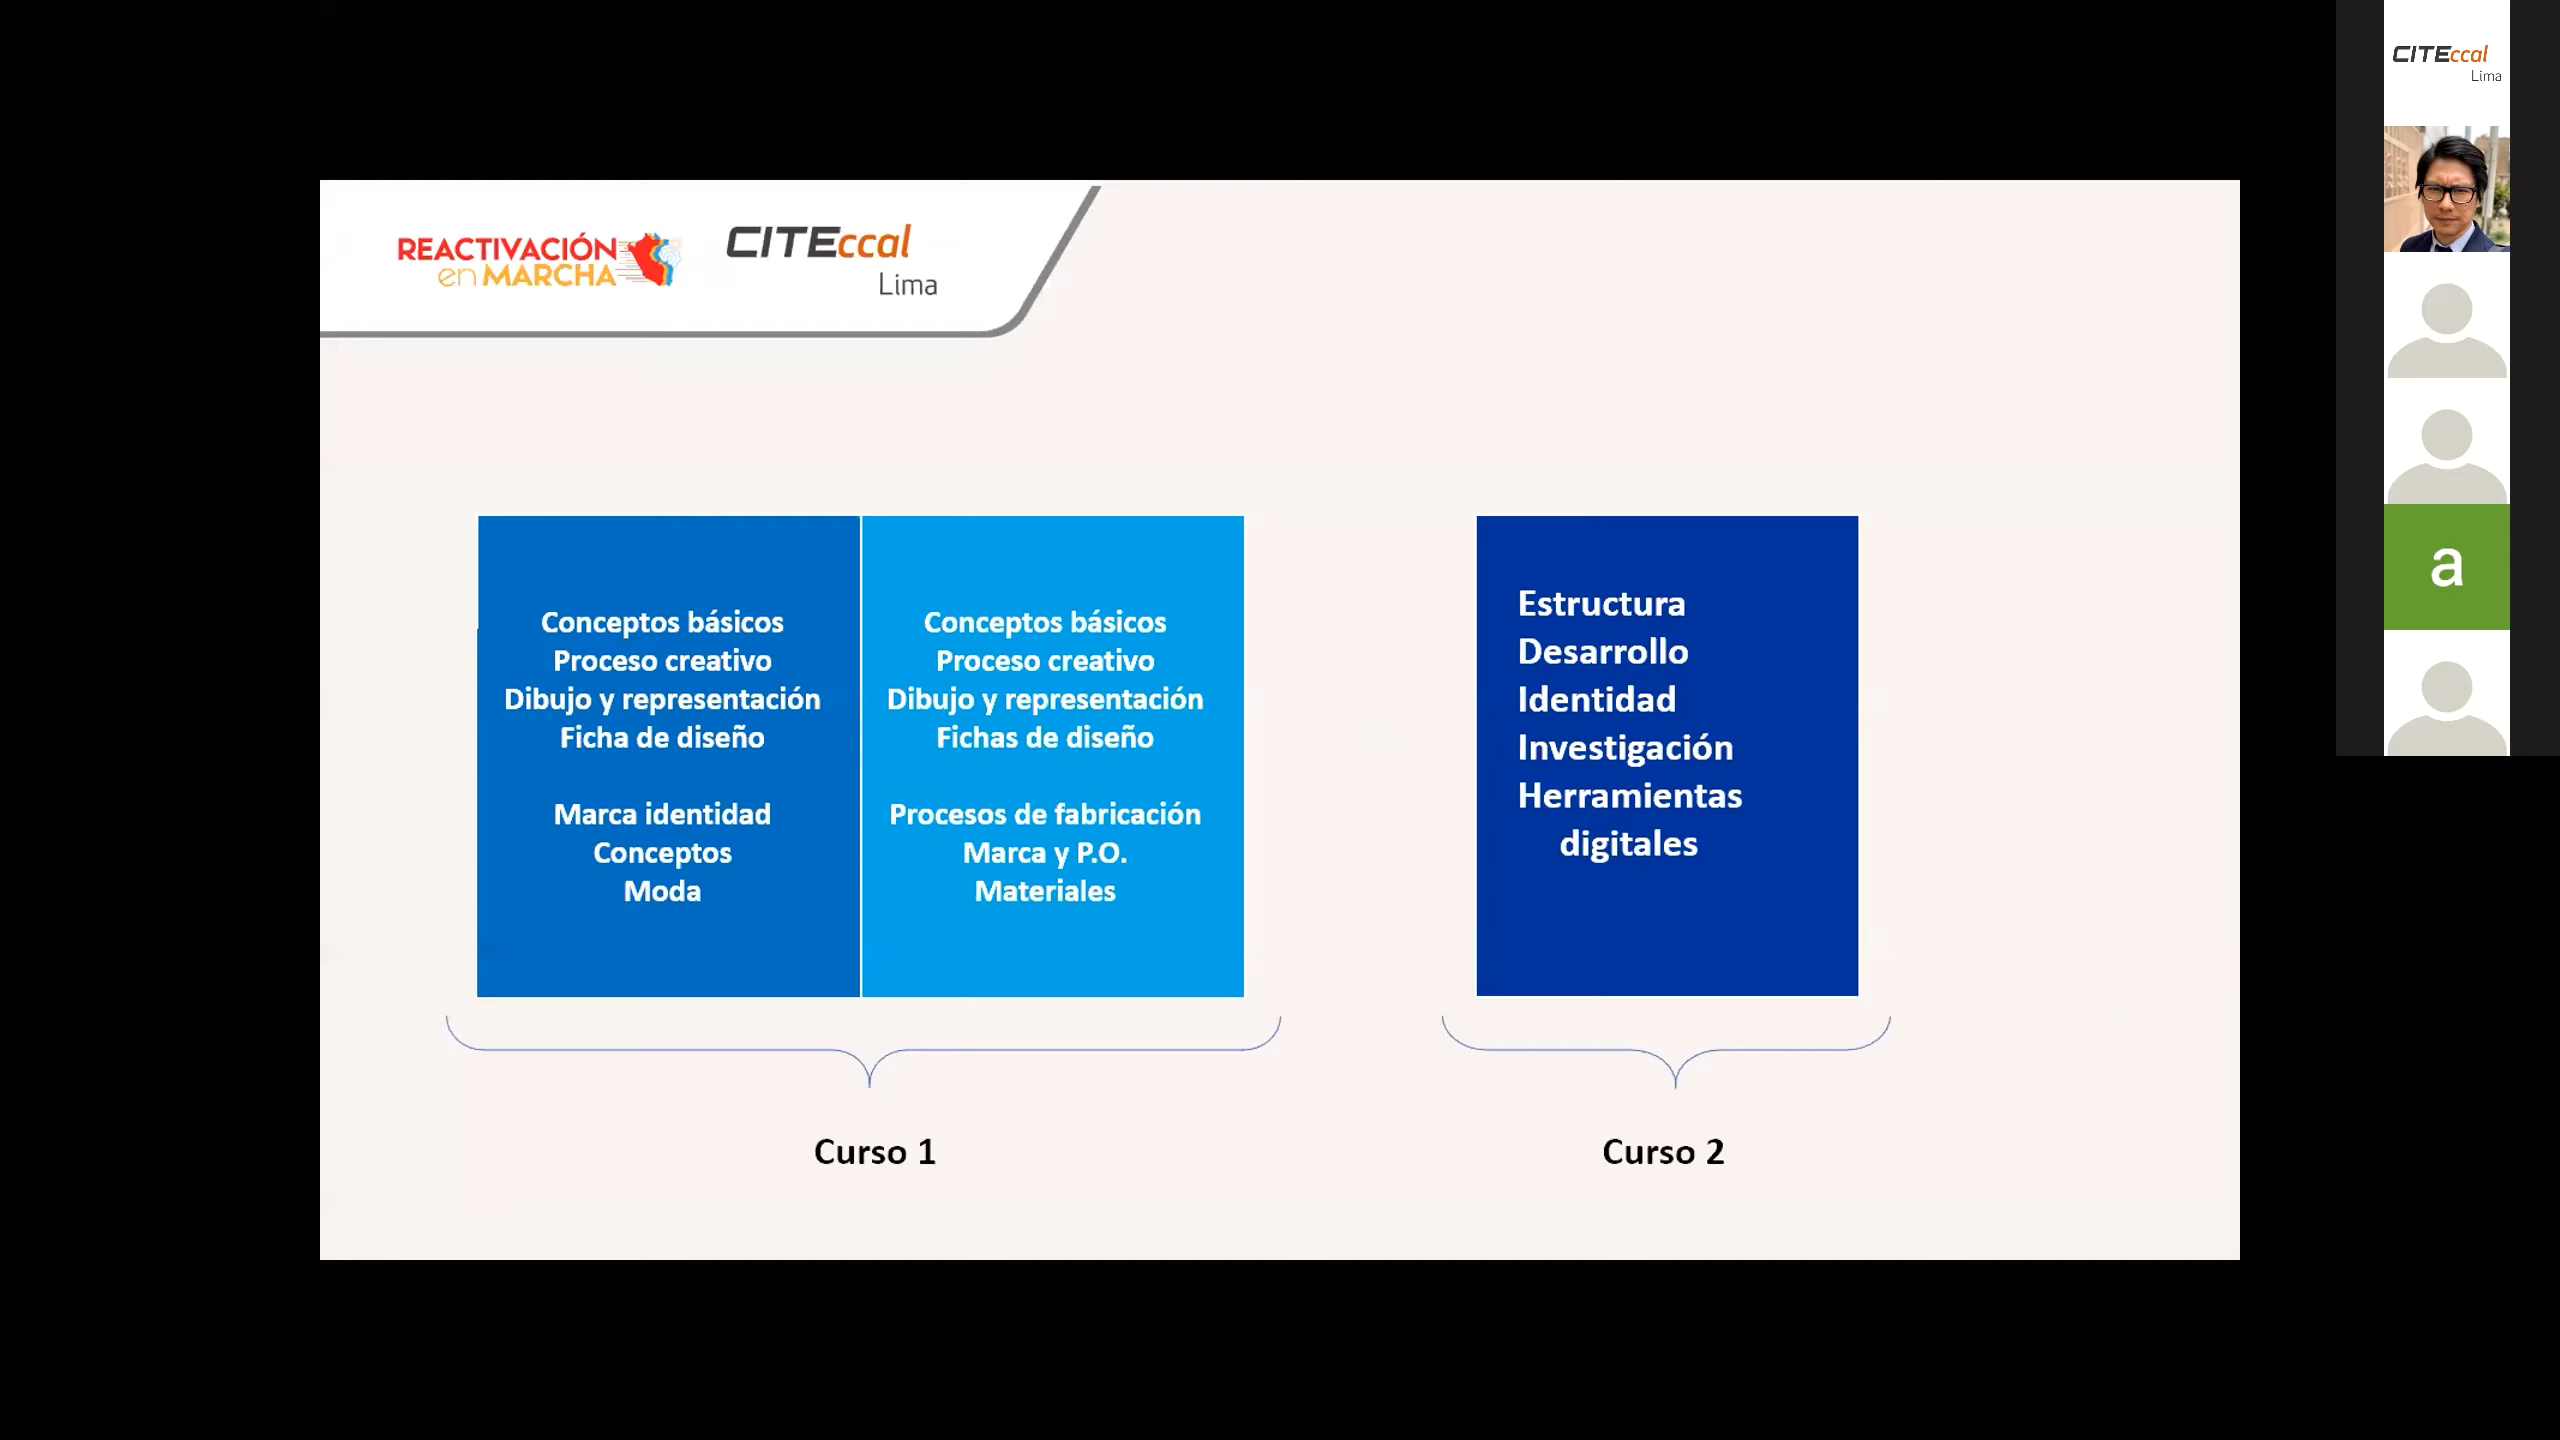 REACTIVACIÓN
en MARCHA
CITEccal
Lima
Conceptos básicos
Proceso creativo
Dibujo y representación
Ficha de diseño
Marca identidad
Conceptos
Moda
Conceptos básicos
Proceso creativo
Dibujo y representación
Fichas de diseño
Procesos de fabricación
Marca y P.O.
Materiales
Estructura
Desarrollo
Identidad
Investigación
Herramientas
digitales
Curso 1
Curso 2
CITEccal
Lima
a